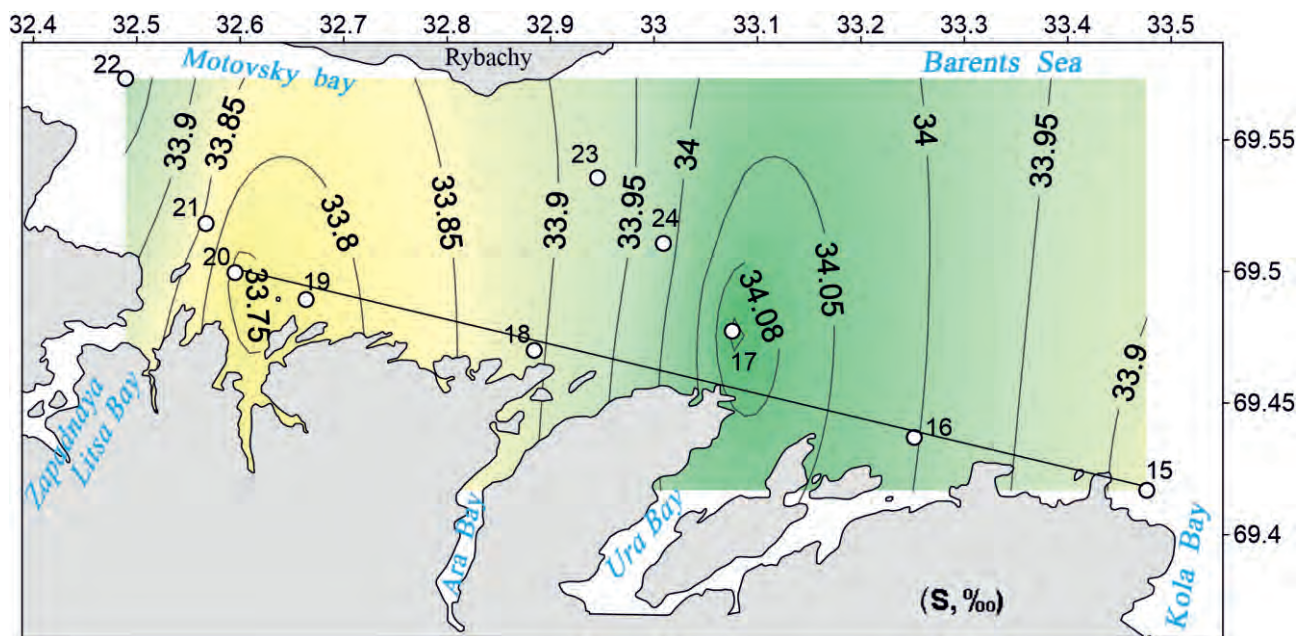 32.4 32.5 32.6 32.7 32.8 32.9 33 33.1 33.2 33.3 33.4 33.5
22
Motovsky bay
Rybachy
Barents Sea
33.9
33.85
33.8
33.85
33.9
33.95
34
34.05
34
33.95
33.9
69.55
23
21
24
20
19
69.5
33.75
34.08
18
17
69.45
16
15
Zapadnaya
Litsa Bay
Ara Bay
Ura Bay
Kola Bay
69.4
(S, ‰)